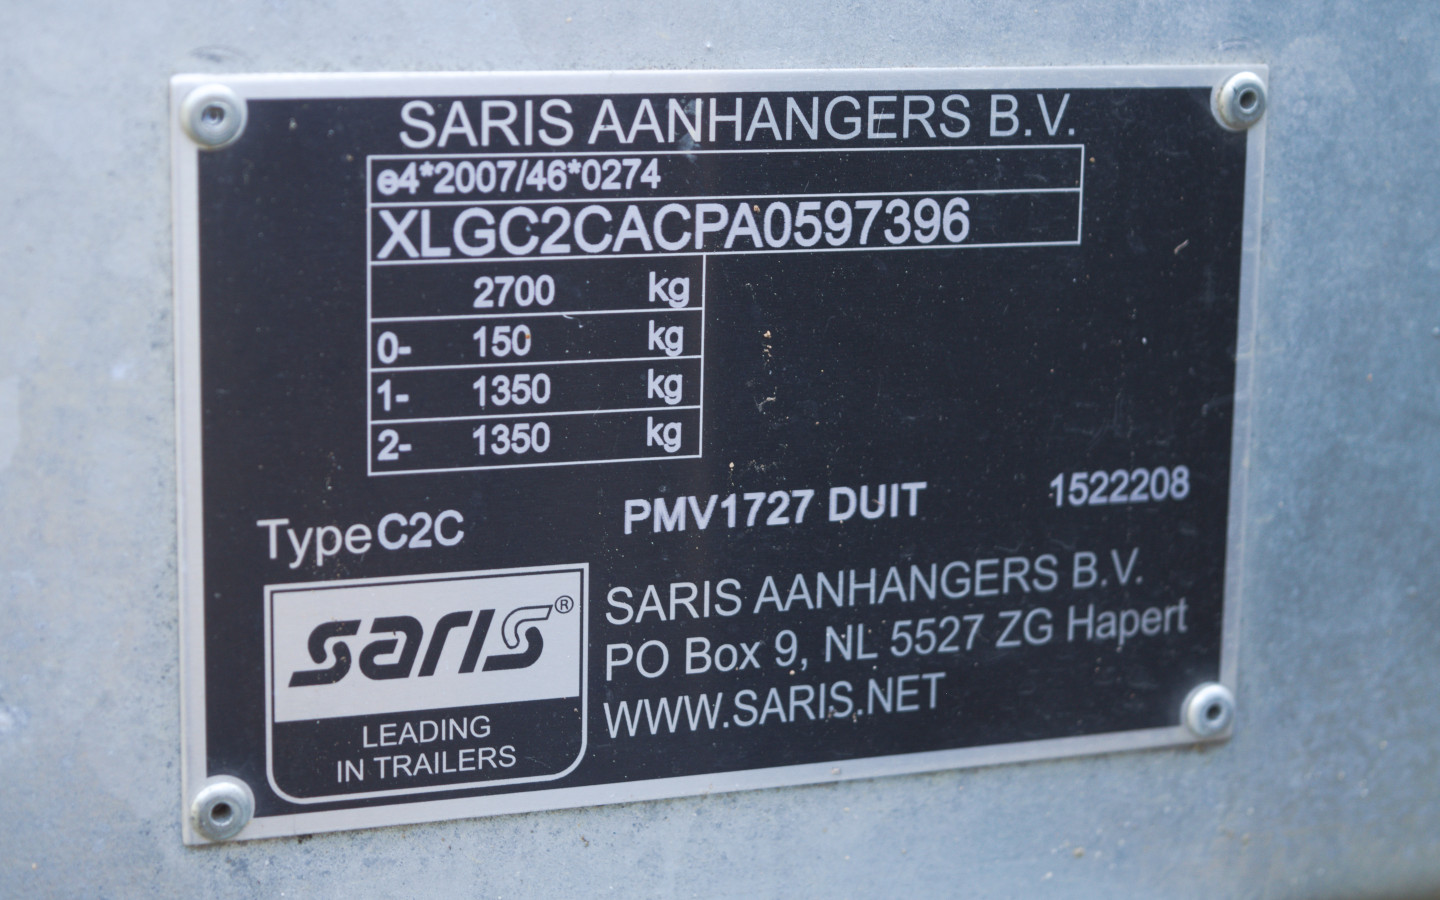 SARIS AANHANGERS B.V.
e4*2007/46*0274
XLGC2CACPA0597396
2700 kg
0- 150 kg
1- 1350 kg
2- 1350 kg
Type C2C PMV1727 DUIT 1522208
saris®
LEADING
IN TRAILERS
SARIS AANHANGERS B.V.
PO Box 9, NL 5527 ZG Hapert
WWW.SARIS.NET